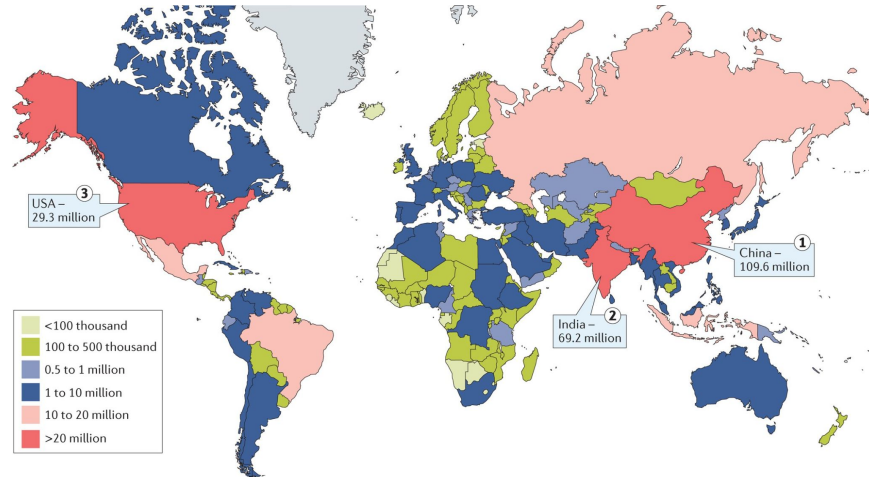 3
USA –
29.3 million
1
China –
109.6 million
2
India –
69.2 million
<100 thousand
100 to 500 thousand
0.5 to 1 million
1 to 10 million
10 to 20 million
>20 million